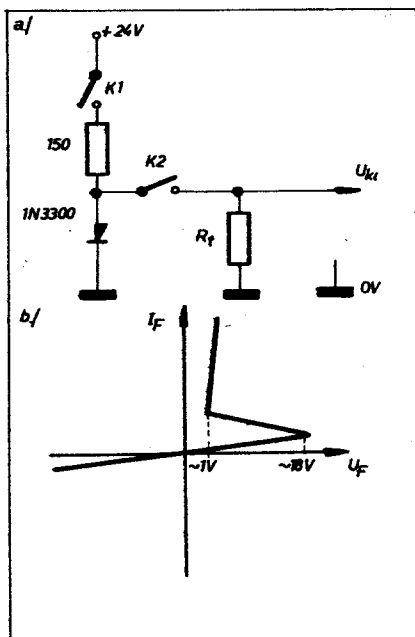 a./
+24V
K1
150
K2
Uki
1N3300
Rt
0V
b./
IF
~1V
~18V
UF